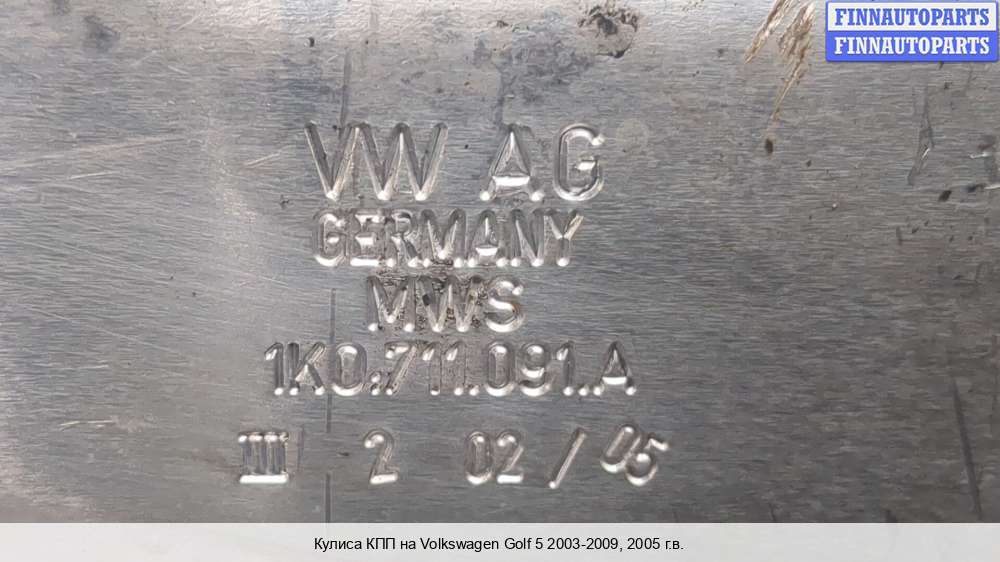 FINNAUTOPARTS
FINNAUTOPARTS
VW AG
GERMANY
MWS
1K0.711.091..A
III 2 02/05
Кулиса КПП на Volkswagen Golf 5 2003-2009, 2005 г.в.